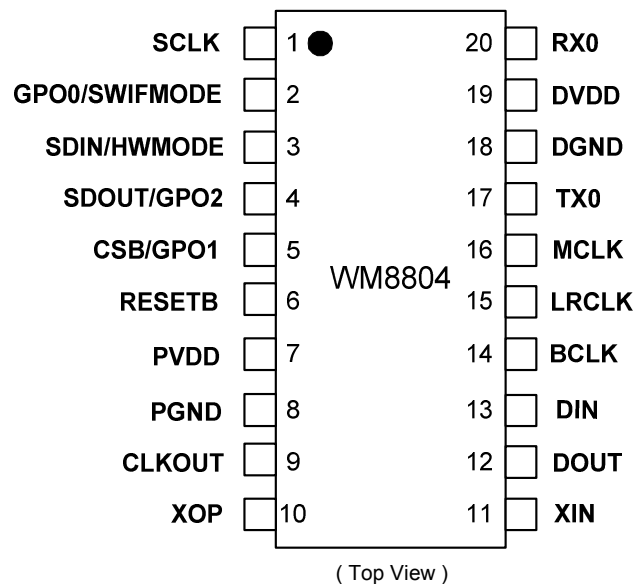 SCLK 1 20 RX0
GPO0/SWIFMODE 2 19 DVDD
SDIN/HWMODE 3 18 DGND
SDOUT/GPO2 4 17 TX0
CSB/GPO1 5 16 MCLK
WM8804
RESETB 6 15 LRCLK
PVDD 7 14 BCLK
PGND 8 13 DIN
CLKOUT 9 12 DOUT
XOP 10 11 XIN
( Top View )